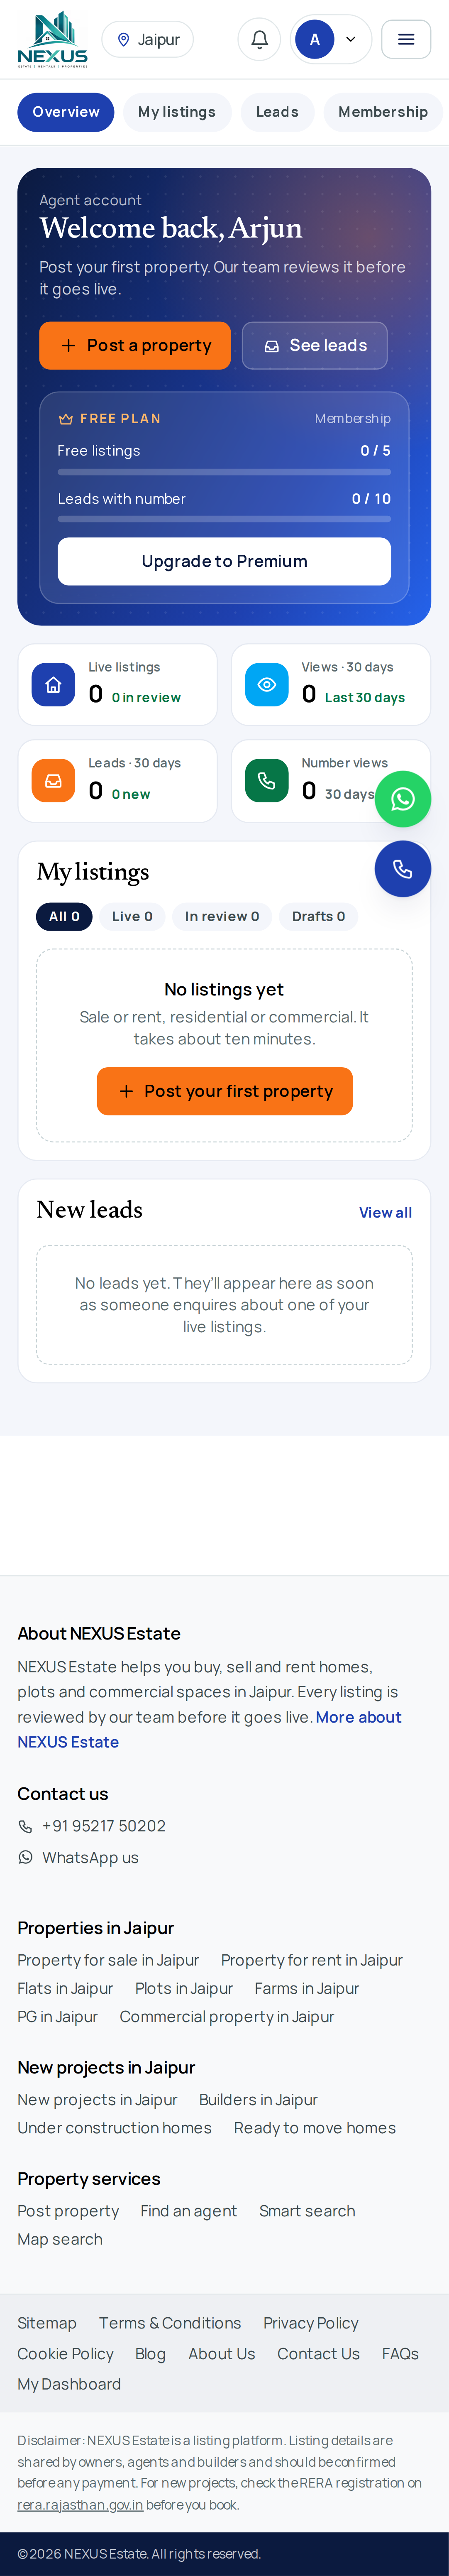 NEXUS
ESTATE • RENTALS • PROPERTIES
Jaipur
A
Overview
My listings
Leads
Membership
Agent account
Welcome back, Arjun
Post your first property. Our team reviews it before
it goes live.
Post a property
See leads
FREE PLAN
Membership
Free listings
0 / 5
Leads with number
0 / 10
Upgrade to Premium
Live listings
0 0 in review
Views · 30 days
0 Last 30 days
Leads · 30 days
0 0 new
Number views
0 30 days
My listings
All 0
Live 0
In review 0
Drafts 0
No listings yet
Sale or rent, residential or commercial. It
takes about ten minutes.
Post your first property
New leads
View all
No leads yet. They'll appear here as soon
as someone enquires about one of your
live listings.
About NEXUS Estate
NEXUS Estate helps you buy, sell and rent homes,
plots and commercial spaces in Jaipur. Every listing is
reviewed by our team before it goes live. More about
NEXUS Estate
Contact us
+91 95217 50202
WhatsApp us
Properties in Jaipur
Property for sale in Jaipur Property for rent in Jaipur
Flats in Jaipur Plots in Jaipur Farms in Jaipur
PG in Jaipur Commercial property in Jaipur
New projects in Jaipur
New projects in Jaipur Builders in Jaipur
Under construction homes Ready to move homes
Property services
Post property Find an agent Smart search
Map search
Sitemap Terms & Conditions Privacy Policy
Cookie Policy Blog About Us Contact Us FAQs
My Dashboard
Disclaimer: NEXUS Estate is a listing platform. Listing details are
shared by owners, agents and builders and should be confirmed
before any payment. For new projects, check the RERA registration on
rera.rajasthan.gov.in before you book.
© 2026 NEXUS Estate. All rights reserved.